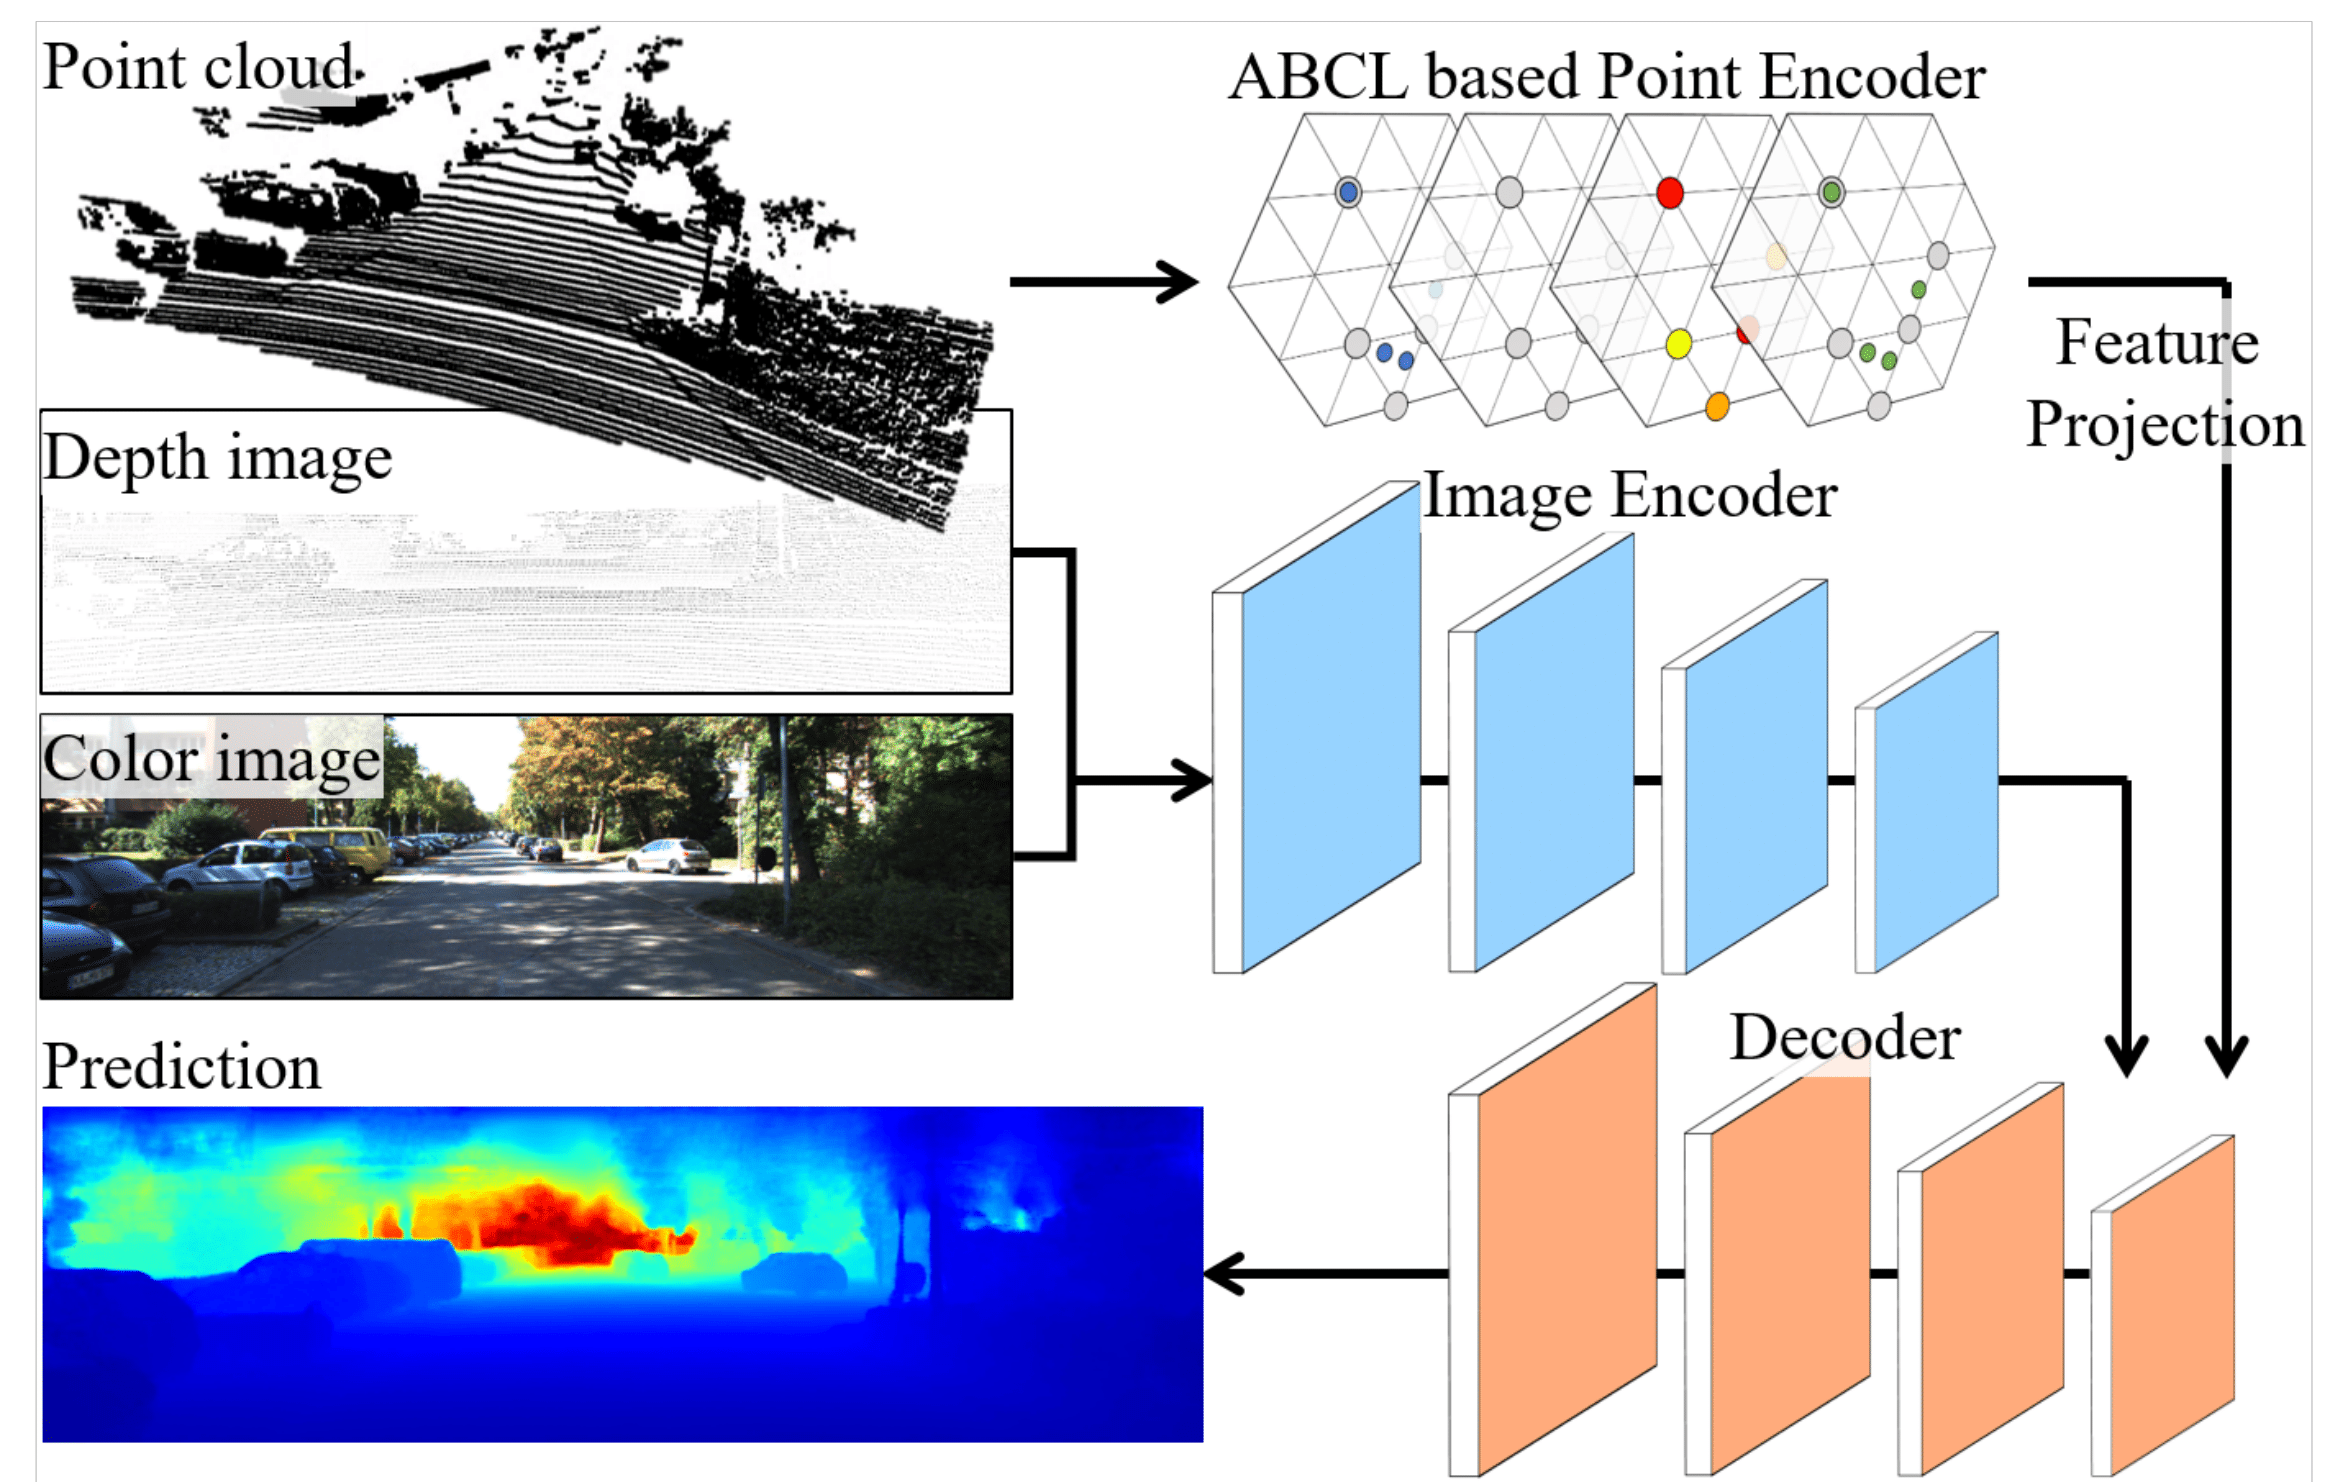 Point cloud
ABCL based Point Encoder
Feature
Projection
Depth image
Image Encoder
Color image
Decoder
Prediction